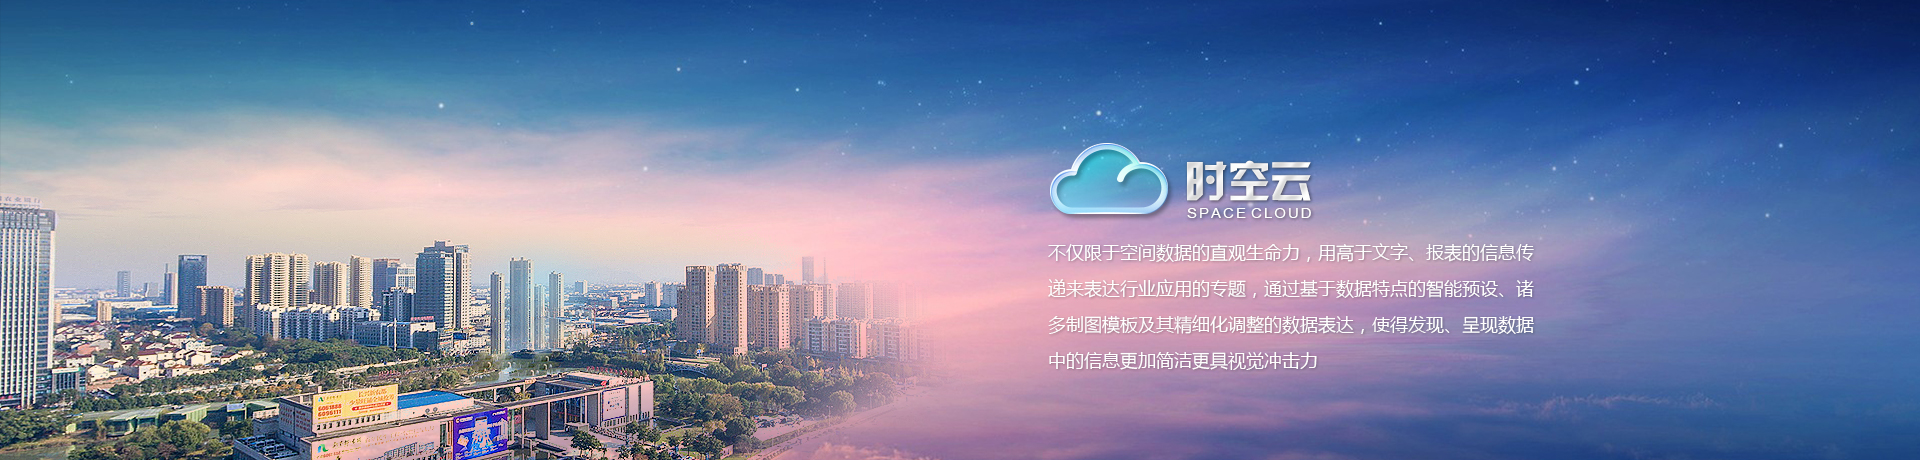 时空云
SPACE CLOUD
不仅限于空间数据的直观生命力，用高于文字、报表的信息传
递来表达行业应用的专题，通过基于数据特点的智能预设、诸
多制图模板及其精细化调整的数据表达，使得发现、呈现数据
中的信息更加简洁更具视觉冲击力